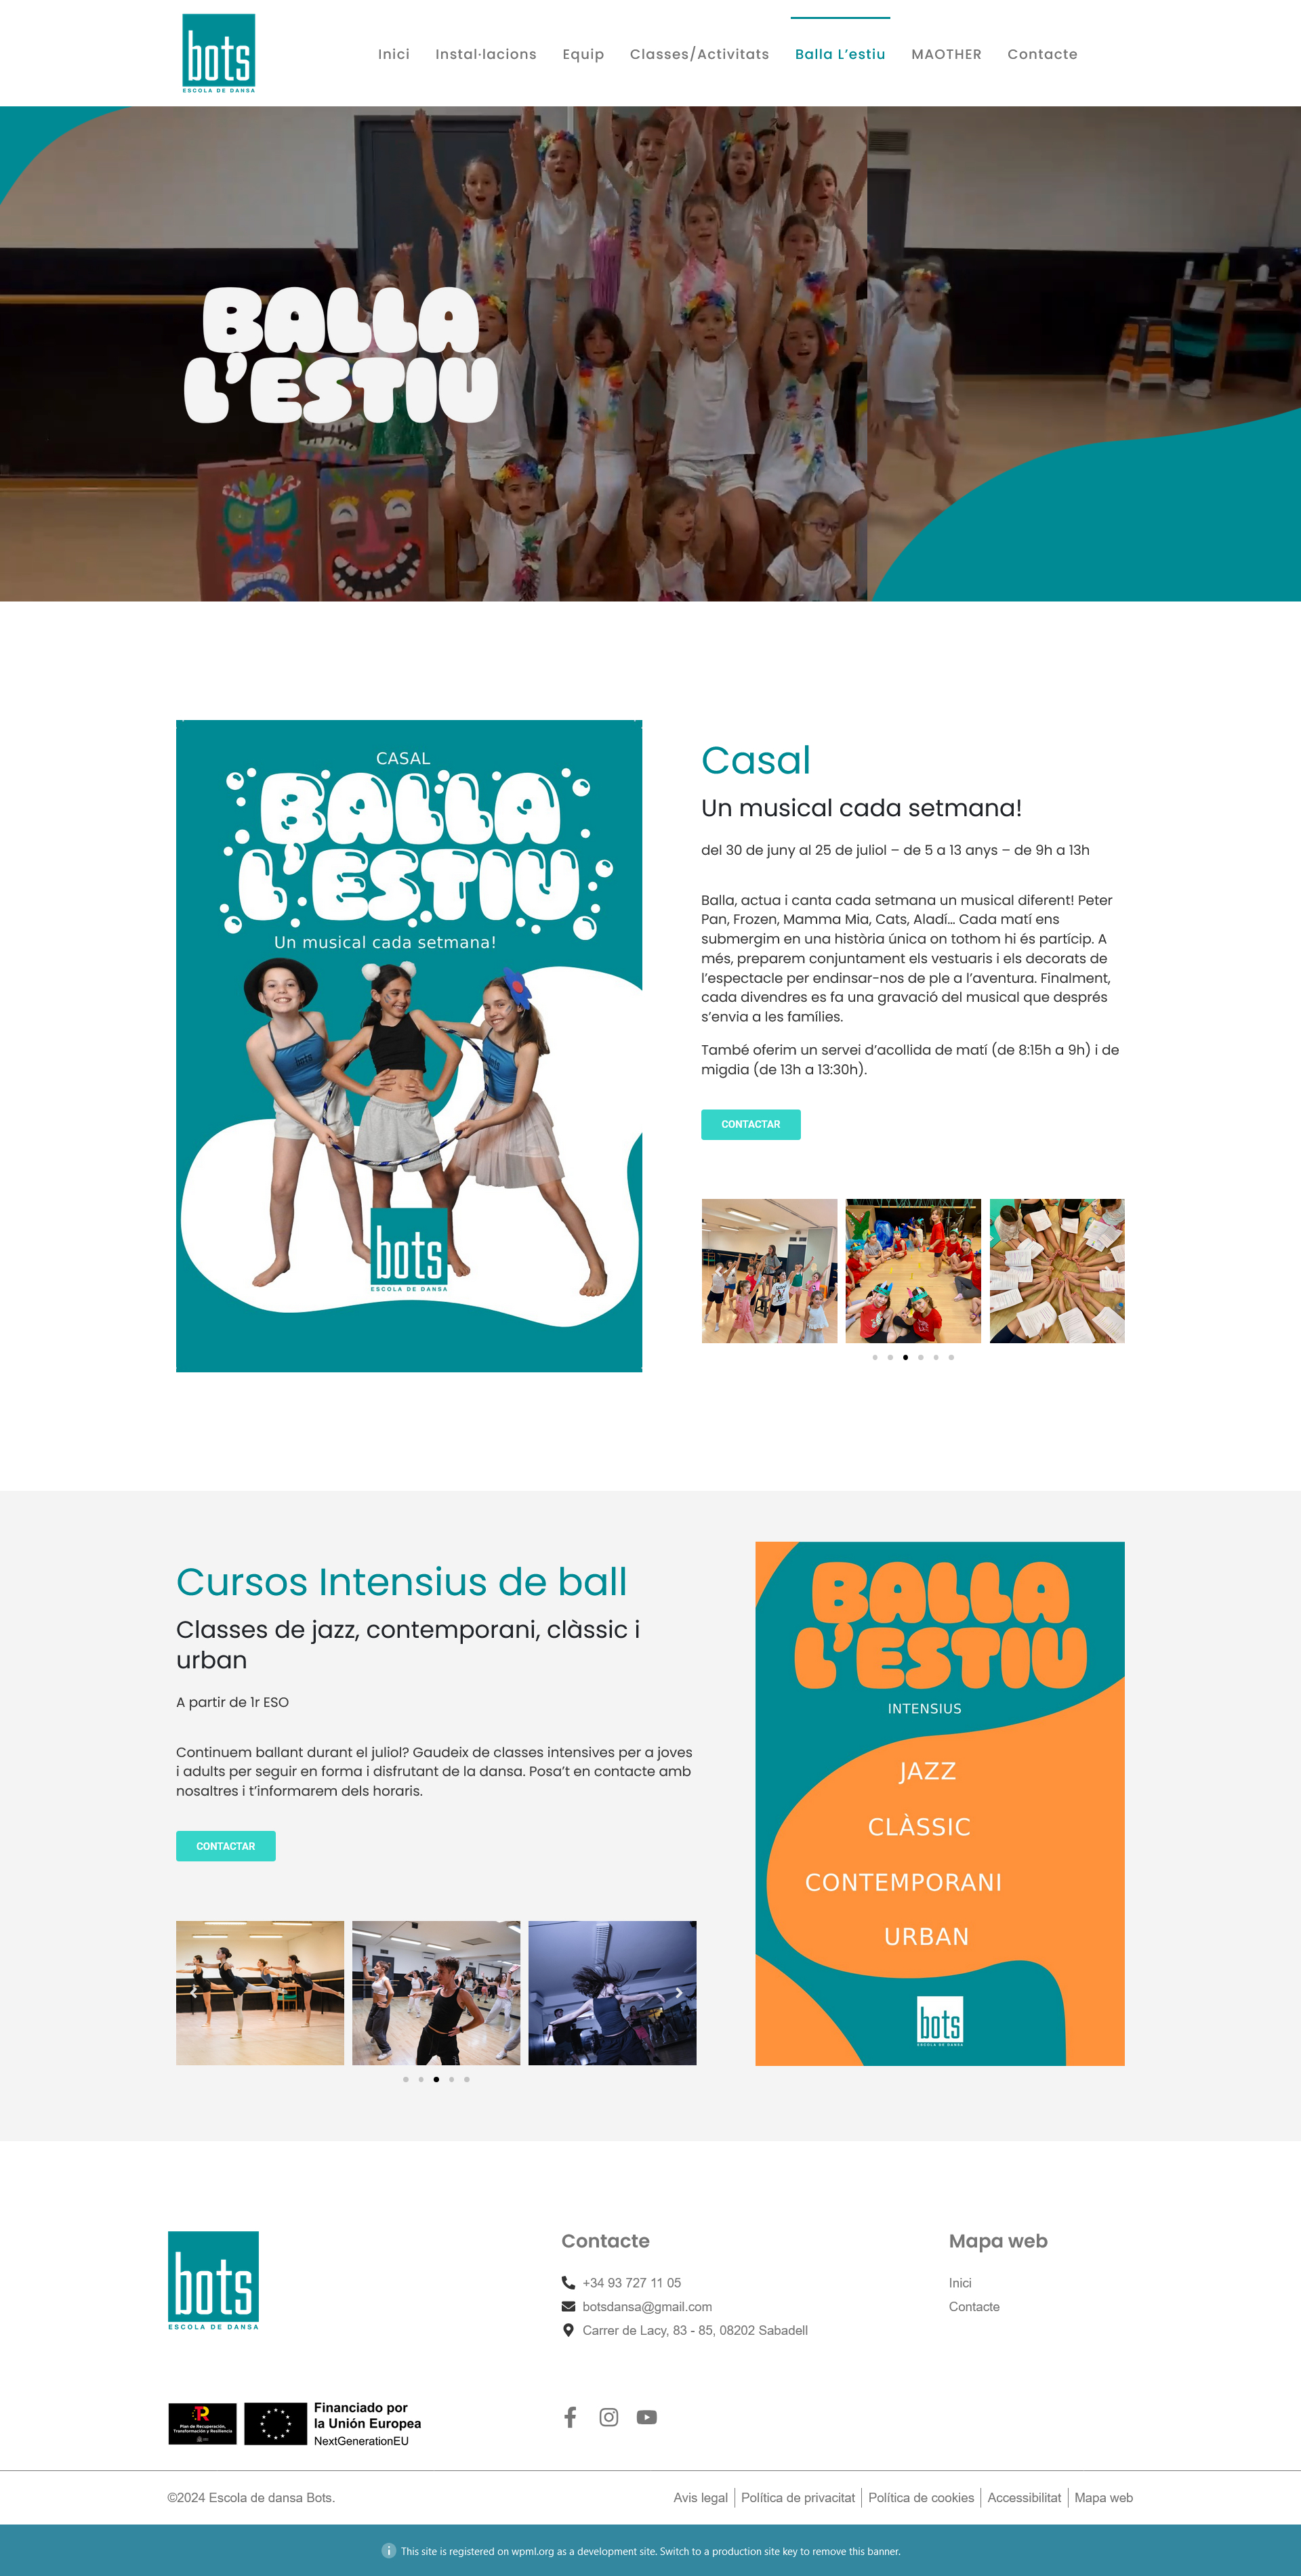 bots
ESCOLA DE DANSA
Inici
Instal·lacions
Equip
Classes/Activitats
Balla L’estiu
MAOTHER
Contacte
BALLA
L’ESTIU
CASAL
BALLA
L’ESTIU
Un musical cada setmana!
bots
bots
ESCOLA DE DANSA
Casal
Un musical cada setmana!
del 30 de juny al 25 de juliol – de 5 a 13 anys – de 9h a 13h
Balla, actua i canta cada setmana un musical diferent! Peter
Pan, Frozen, Mamma Mia, Cats, Aladí… Cada matí ens
submergim en una història única on tothom hi és partícip. A
més, preparem conjuntament els vestuaris i els decorats de
l’espectacle per endinsar-nos de ple a l’aventura. Finalment,
cada divendres es fa una gravació del musical que després
s’envia a les famílies.
També oferim un servei d’acollida de matí (de 8:15h a 9h) i de
migdia (de 13h a 13:30h).
CONTACTAR
Cursos Intensius de ball
Classes de jazz, contemporani, clàssic i
urban
A partir de 1r ESO
Continuem ballant durant el juliol? Gaudeix de classes intensives per a joves
i adults per seguir en forma i disfrutant de la dansa. Posa’t en contacte amb
nosaltres i t’informarem dels horaris.
CONTACTAR
BALLA
L’ESTIU
INTENSIUS
JAZZ
CLÀSSIC
CONTEMPORANI
URBAN
bots
ESCOLA DE DANSA
bots
ESCOLA DE DANSA
Contacte
+34 93 727 11 05
botsdansa@gmail.com
Carrer de Lacy, 83 - 85, 08202 Sabadell
Mapa web
Inici
Contacte
Plan de Recuperación,
Transformación y Resiliencia
Financiado por
la Unión Europea
NextGenerationEU
©2024 Escola de dansa Bots.
Avis legal
Política de privacitat
Política de cookies
Accessibilitat
Mapa web
This site is registered on wpml.org as a development site. Switch to a production site key to remove this banner.